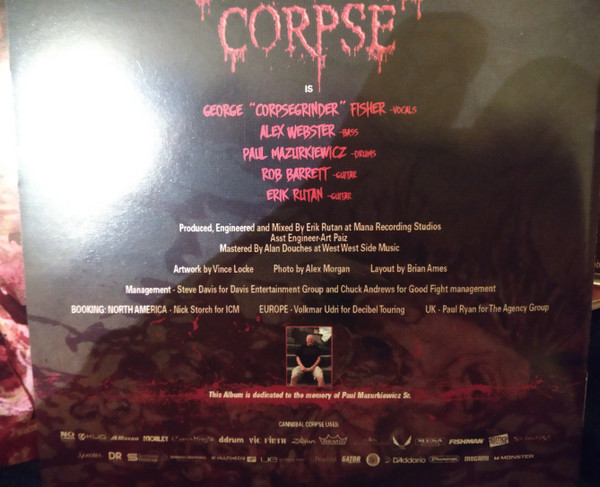 CORPSE
IS
GEORGE "CORPSEGRINDER" FISHER -VOCALS
ALEX WEBSTER -BASS
PAUL MAZURKIEWICZ -DRUMS
ROB BARRETT -GUITAR
ERIK RUTAN -GUITAR
Produced, Engineered and Mixed By Erik Rutan at Mana Recording Studios
Asst Engineer-Art Paiz
Mastered By Alan Douches at West West Side Music
Artwork by Vince Locke Photo by Alex Morgan Layout by Brian Ames
Management - Steve Davis for Davis Entertainment Group and Chuck Andrews for Good Fight management
BOOKING: NORTH AMERICA - Nick Storch for ICM EUROPE - Volkmar Udri for Decibel Touring UK - Paul Ryan for The Agency Group
This Album is dedicated to the memory of Paul Mazurkiewicz Sr.
CANNIBAL CORPSE USES:
MORLEY ddrum VIC FIRTH Zildjian REMO FISHMAN
DR GATOR D'Addario MOGAMI MONSTER